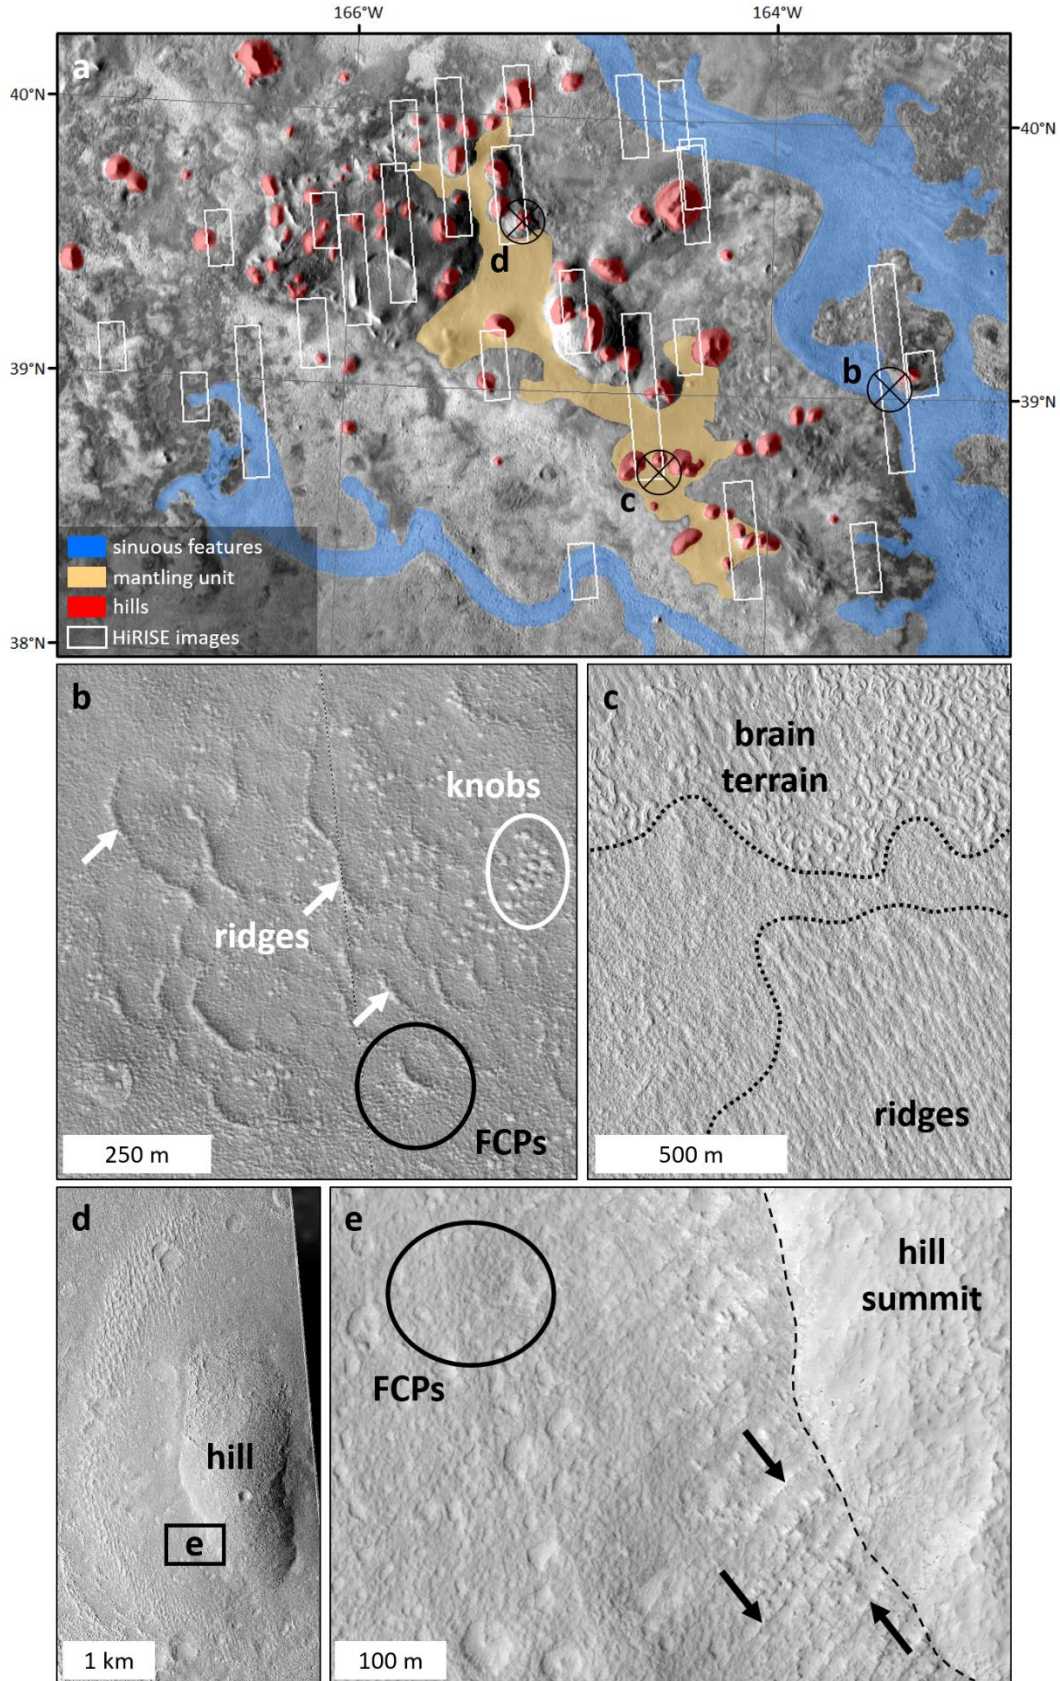 166°W
164°W
a
40°N
40°N
d
39°N
39°N
b
c
sinuous features
mantling unit
hills
HiRISE images
38°N
b
knobs
ridges
FCPs
250 m
c
brain
terrain
ridges
500 m
d
hill
e
1 km
e
hill
summit
FCPs
100 m